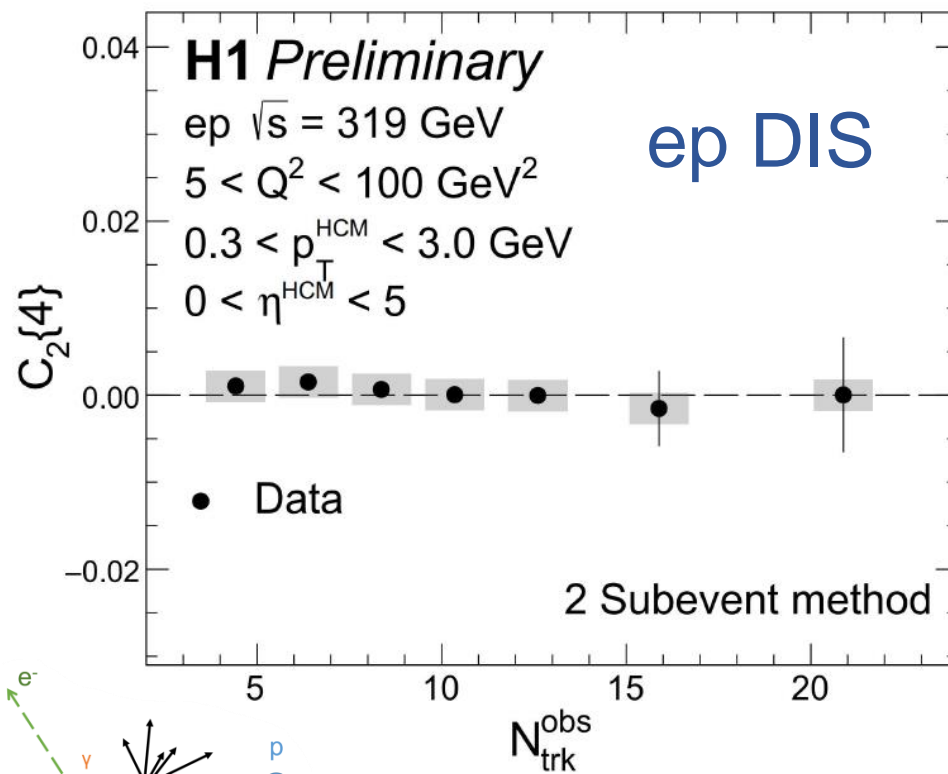 0.04
H1 Preliminary
ep √s = 319 GeV
ep DIS
5 < Q² < 100 GeV²
0.02
0.3 < p_T^HCM < 3.0 GeV
0 < η^HCM < 5
C₂{4}
0.00
Data
−0.02
2 Subevent method
5 10 15 20
N_trk^obs
e⁻
γ
p